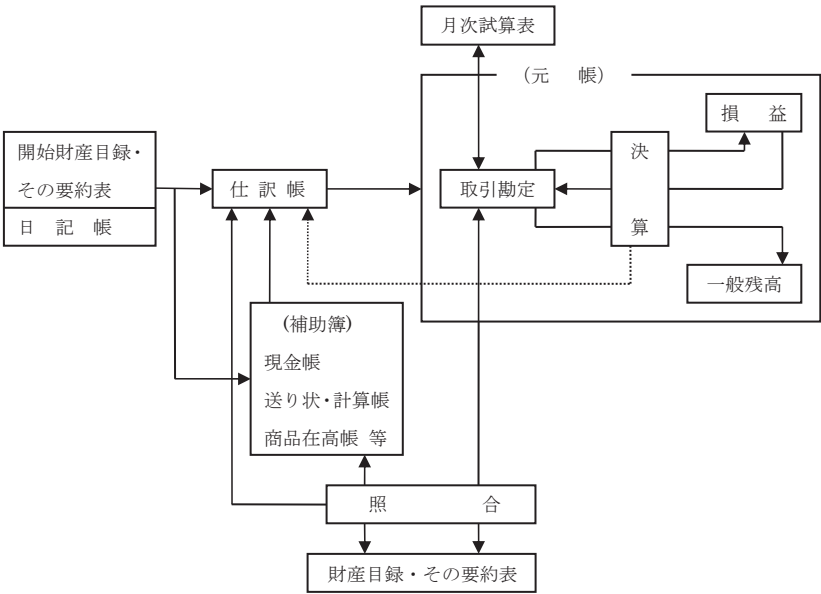 月次試算表
(元　帳)
損　益
開始財産目録・
その要約表
日　記　帳
仕 訳 帳
取引勘定
決
算
一般残高
(補助簿)
現金帳
送り状・計算帳
商品在高帳 等
照　合
財産目録・その要約表